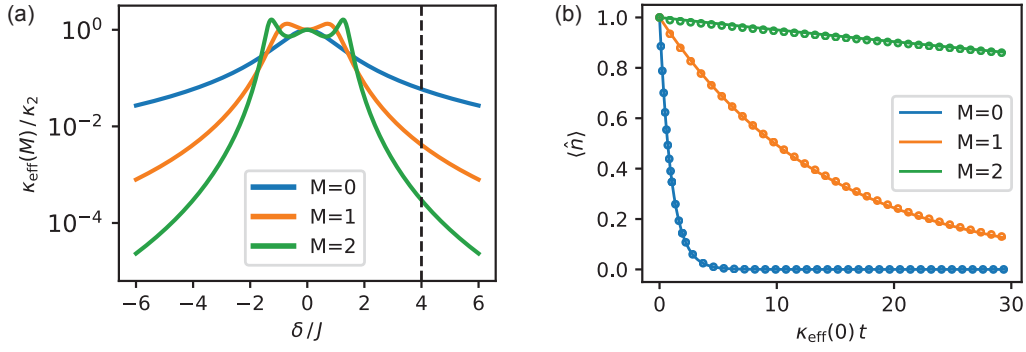 (a)
κ_eff(M) / κ_2
10^0
10^−2
10^−4
M=0
M=1
M=2
−6 −4 −2 0 2 4 6
δ / J
(b)
⟨n̂⟩
1.0
0.8
0.6
0.4
0.2
0.0
M=0
M=1
M=2
0 10 20 30
κ_eff(0) t